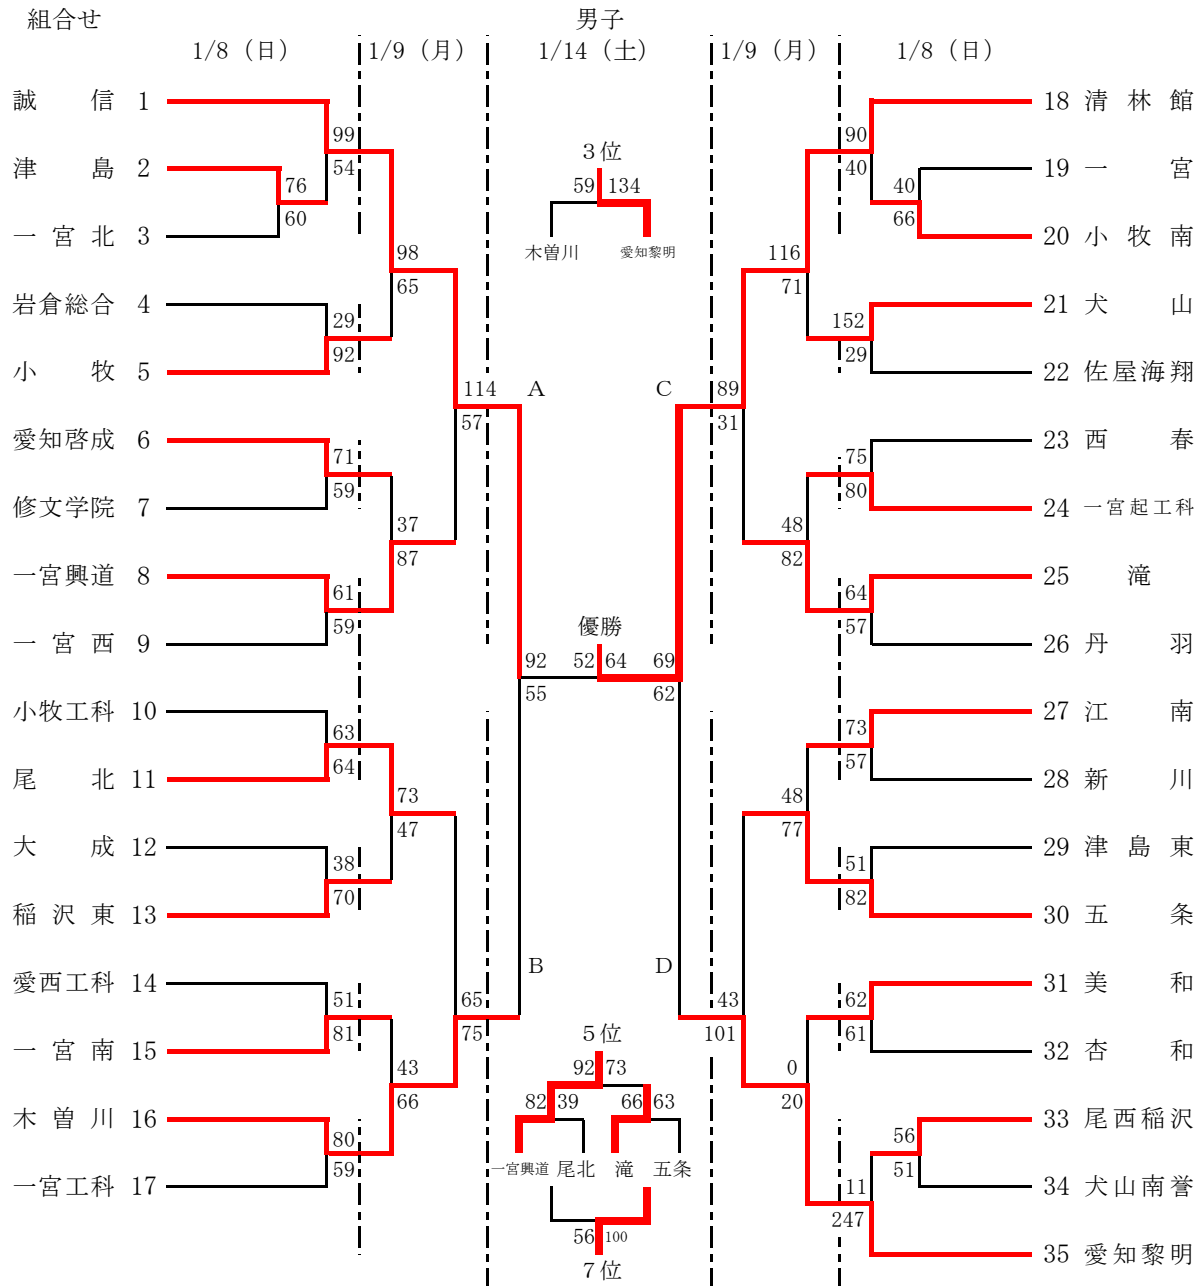 組合せ 男子
1/8（日） 1/9（月） 1/14（土） 1/9（月） 1/8（日）
誠信 1
津島 2
一宮北 3
岩倉総合 4
小牧 5
愛知啓成 6
修文学院 7
一宮興道 8
一宮西 9
小牧工科 10
尾北 11
大成 12
稲沢東 13
愛西工科 14
一宮南 15
木曽川 16
一宮工科 17
99
54
76
60
29
92
71
59
61
59
63
64
38
70
51
81
80
59
98
65
37
87
73
47
43
66
114
57
65
75
A
B
92
55
3位
59 134
木曽川 愛知黎明
優勝
52 64
69
62
C
D
5位
92 73
82 39 66 63
一宮興道 尾北 滝 五条
56 100
7位
89
31
43
101
116
71
48
82
48
77
0
20
90
40
40
66
152
29
75
80
64
57
73
57
51
82
62
61
56
51
11
247
18 清林館
19 一宮
20 小牧南
21 犬山
22 佐屋海翔
23 西春
24 一宮起工科
25 滝
26 丹羽
27 江南
28 新川
29 津島東
30 五条
31 美和
32 杏和
33 尾西稲沢
34 犬山南誉
35 愛知黎明